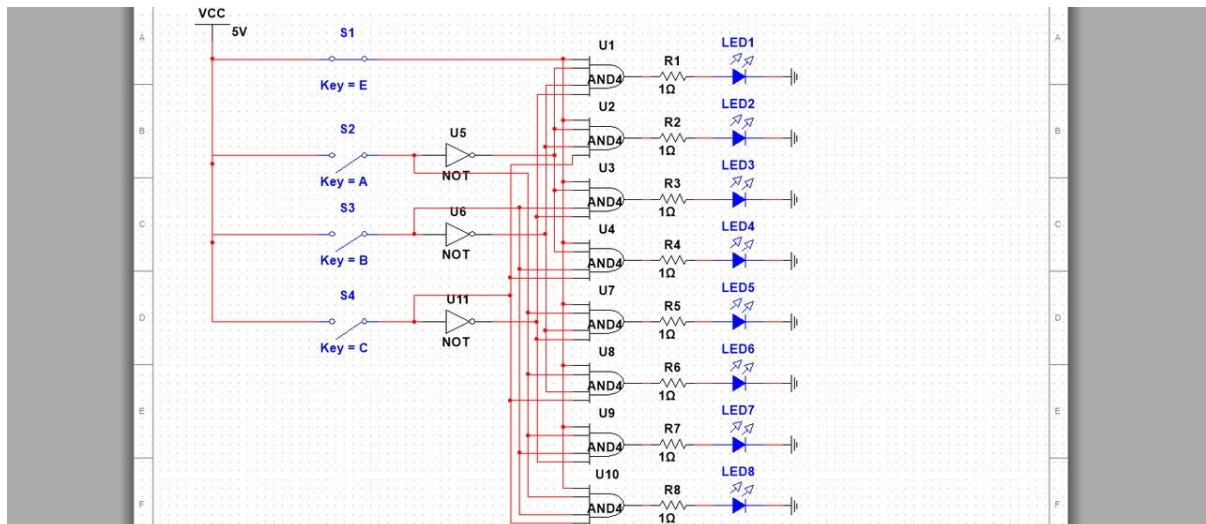 VCC
5V
S1
Key = E
S2
Key = A
S3
Key = B
S4
Key = C
U5
NOT
U6
NOT
U11
NOT
U1
AND4
U2
AND4
U3
AND4
U4
AND4
U7
AND4
U8
AND4
U9
AND4
U10
AND4
R1
1Ω
R2
1Ω
R3
1Ω
R4
1Ω
R5
1Ω
R6
1Ω
R7
1Ω
R8
1Ω
LED1
LED2
LED3
LED4
LED5
LED6
LED7
LED8
A
B
C
D
E
F
A
B
C
D
E
F